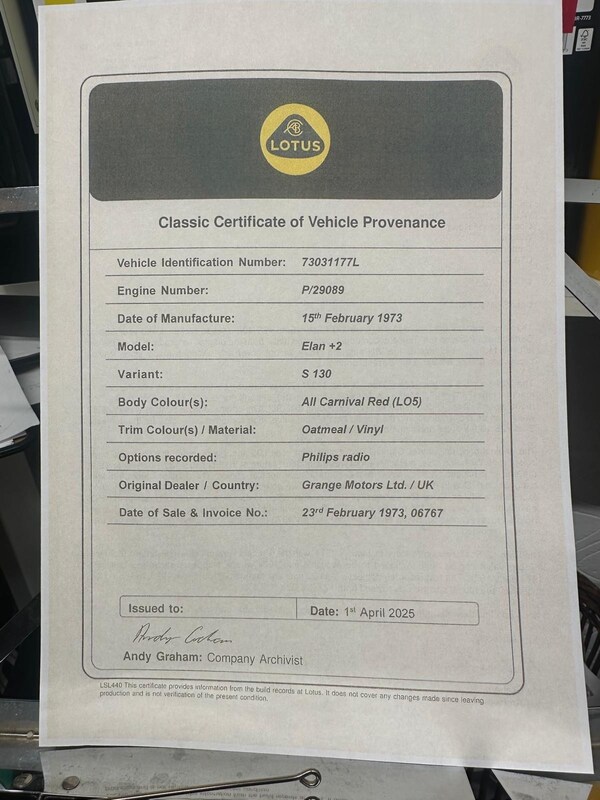 LOTUS
Classic Certificate of Vehicle Provenance
Vehicle Identification Number: 73031177L
Engine Number: P/29089
Date of Manufacture: 15th February 1973
Model: Elan +2
Variant: S 130
Body Colour(s): All Carnival Red (LO5)
Trim Colour(s) / Material: Oatmeal / Vinyl
Options recorded: Philips radio
Original Dealer / Country: Grange Motors Ltd. / UK
Date of Sale & Invoice No.: 23rd February 1973, 06767
Issued to: Date: 1st April 2025
Andy Graham
Andy Graham: Company Archivist
LSL440 This certificate provides information from the build records at Lotus. It does not cover any changes made since leaving
production and is not verification of the present condition.